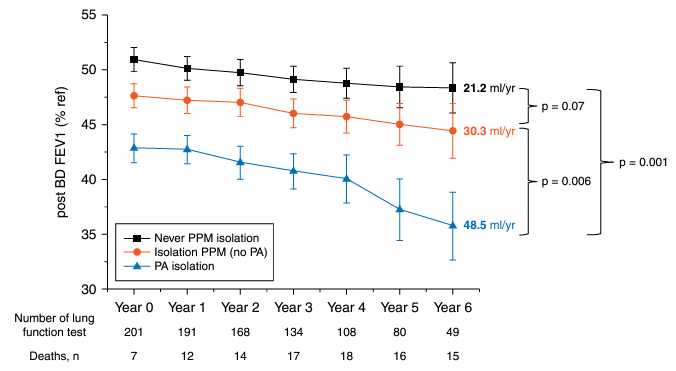 55
50
45
40
35
30
post BD FEV1 (% ref)
21.2 ml/yr
30.3 ml/yr
48.5 ml/yr
p = 0.07
p = 0.006
p = 0.001
Never PPM isolation
Isolation PPM (no PA)
PA isolation
Year 0 Year 1 Year 2 Year 3 Year 4 Year 5 Year 6
Number of lung
function test 201 191 168 134 108 80 49
Deaths, n 7 12 14 17 18 16 15